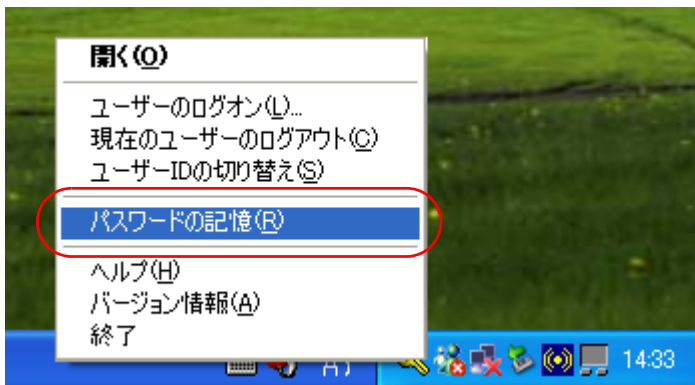 開く(O)
ユーザーのログオン(L)...
現在のユーザーのログアウト(C)
ユーザーIDの切り替え(S)
パスワードの記憶(R)
ヘルプ(H)
バージョン情報(A)
終了
14:33